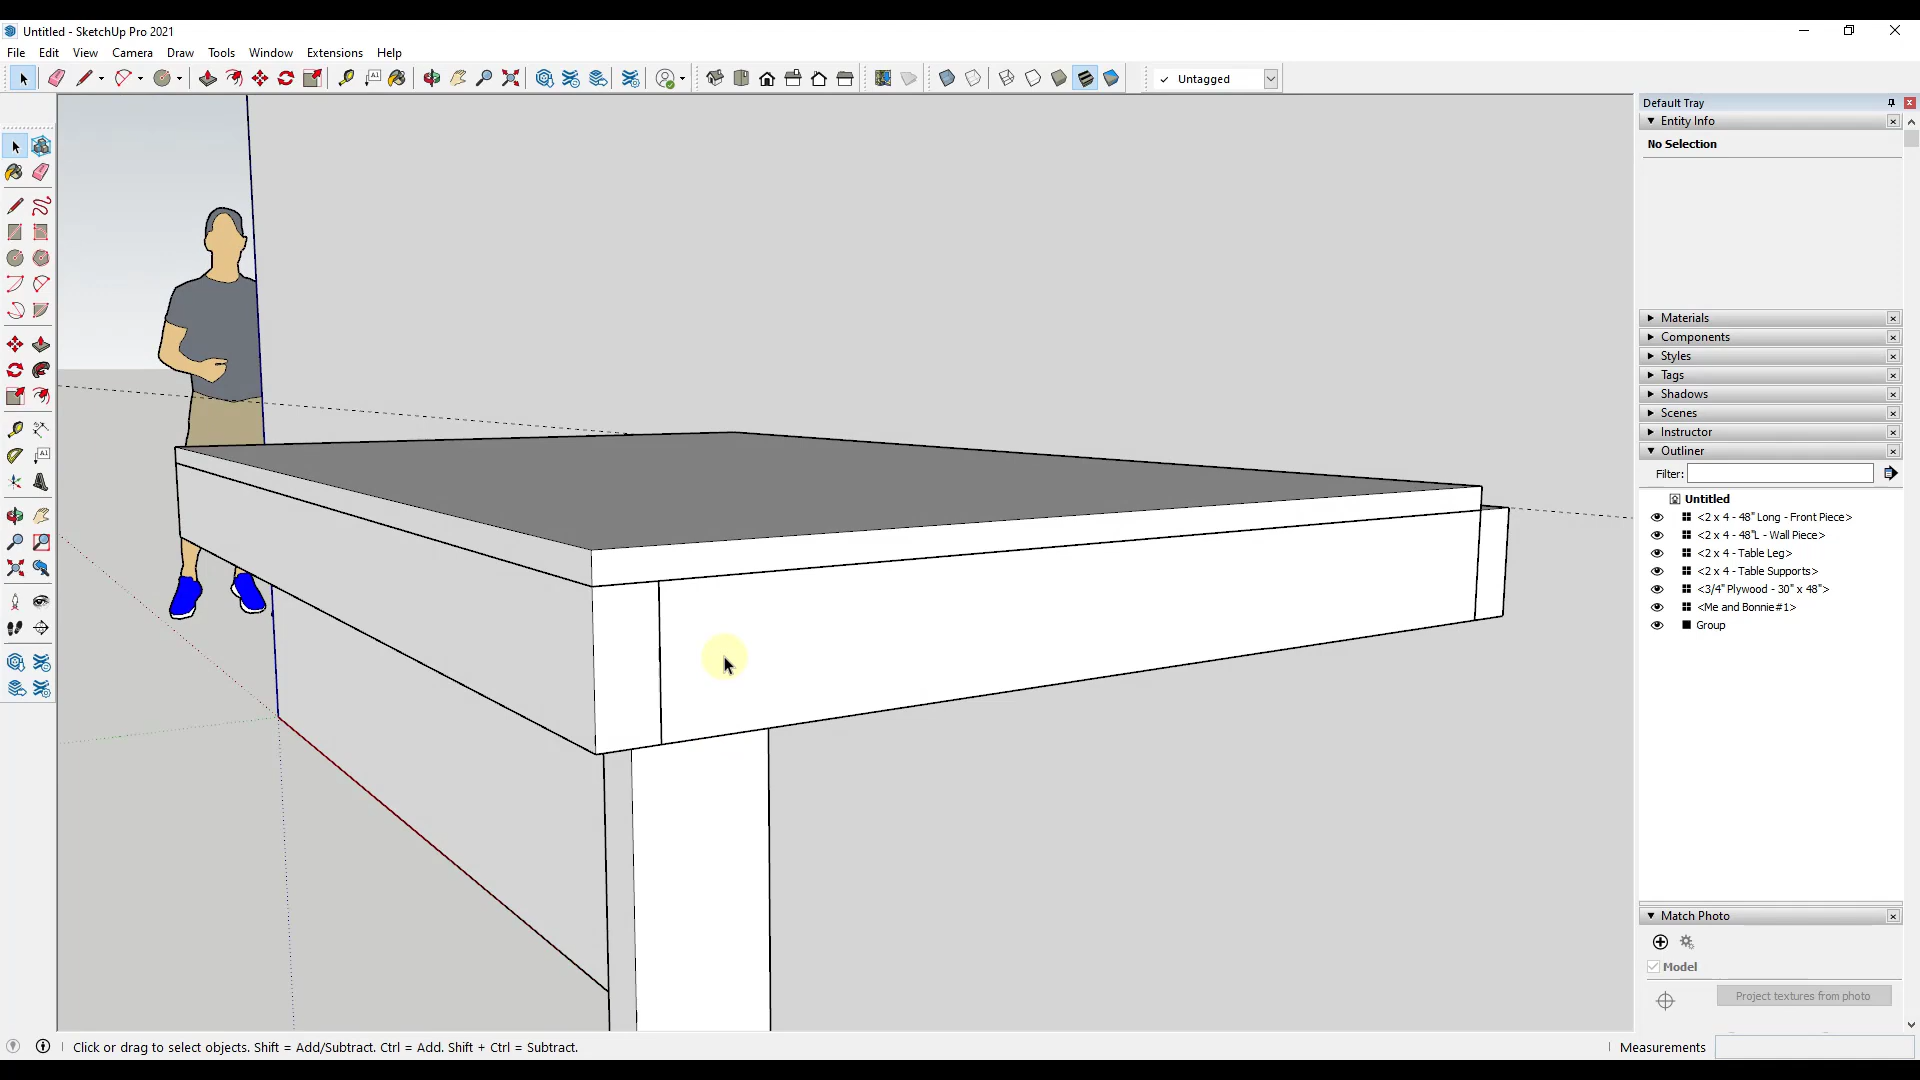 Untitled - SketchUp Pro 2021
File Edit View Camera Draw Tools Window Extensions Help
A1
✓ Untagged
Default Tray
Entity Info
No Selection
Materials
Components
Styles
Tags
Shadows
Scenes
Instructor
Outliner
Filter:
Untitled
<2 x 4 - 48" Long - Front Piece>
<2 x 4 - 48"L - Wall Piece>
<2 x 4 - Table Leg>
<2 x 4 - Table Supports>
<3/4" Plywood - 30" x 48">
<Me and Bonnie#1>
Group
A1
Match Photo
Model
Project textures from photo
Click or drag to select objects. Shift = Add/Subtract. Ctrl = Add. Shift + Ctrl = Subtract.
Measurements